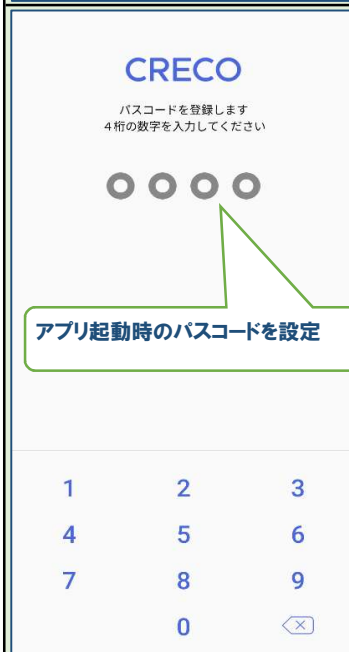 CRECO
パスコードを登録します
4桁の数字を入力してください
アプリ起動時のパスコードを設定
1 2 3
4 5 6
7 8 9
0